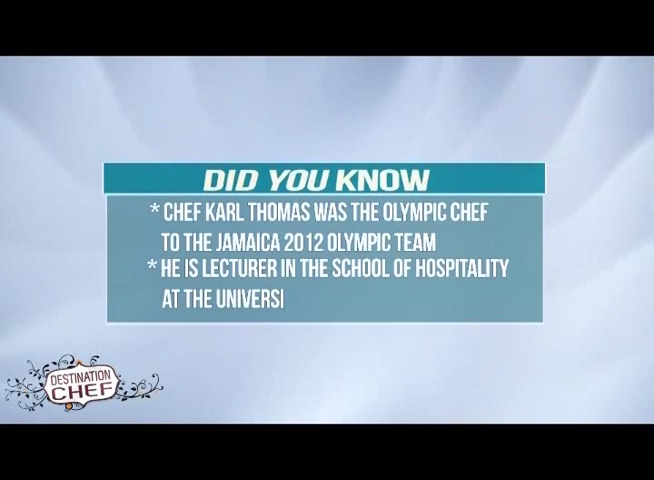 DID YOU KNOW
* CHEF KARL THOMAS WAS THE OLYMPIC CHEF
TO THE JAMAICA 2012 OLYMPIC TEAM
* HE IS LECTURER IN THE SCHOOL OF HOSPITALITY
AT THE UNIVERSI
DESTINATION
CHEF